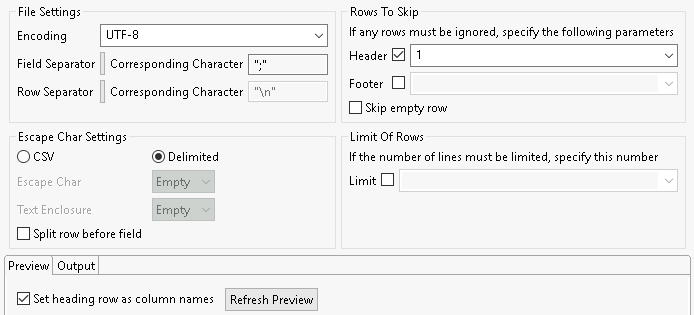 File Settings
Encoding UTF-8
Field Separator Corresponding Character ";"
Row Separator Corresponding Character "\n"
Rows To Skip
If any rows must be ignored, specify the following parameters
Header 1
Footer
Skip empty row
Escape Char Settings
CSV Delimited
Escape Char Empty
Text Enclosure Empty
Split row before field
Limit Of Rows
If the number of lines must be limited, specify this number
Limit
Preview Output
Set heading row as column names Refresh Preview